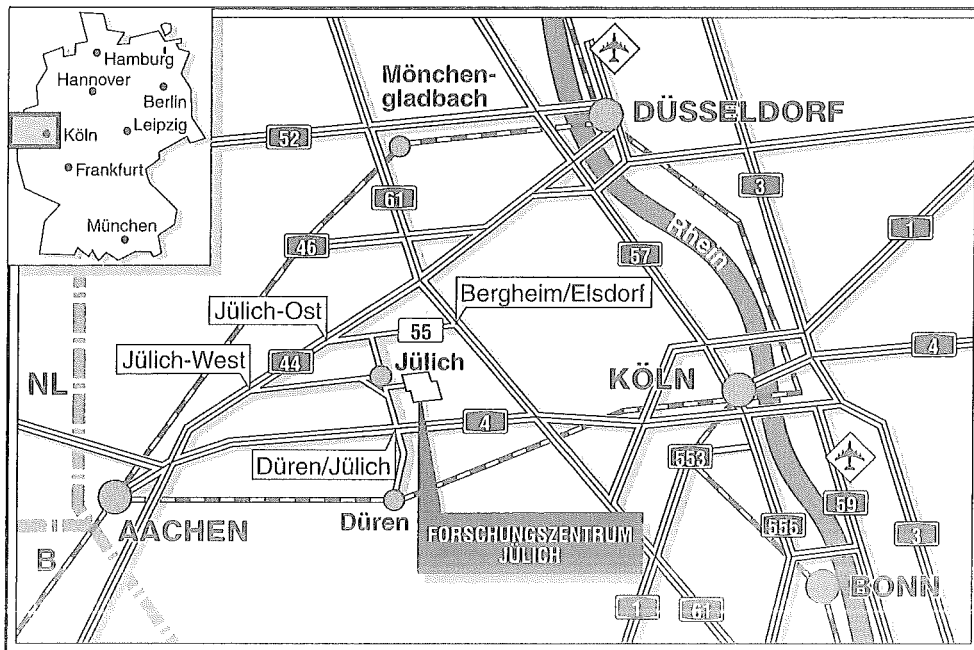 Hamburg
Hannover
Berlin
Köln
Leipzig
Frankfurt
München
Mönchen-
gladbach
DÜSSELDORF
52
61
3
1
46
57
Rhein
Bergheim/Elsdorf
Jülich-Ost
55
4
Jülich-West
44
Jülich
NL
KÖLN
4
553
Düren/Jülich
59
AACHEN
Düren
FORSCHUNGSZENTRUM
JÜLICH
555
3
B
BONN
1
61